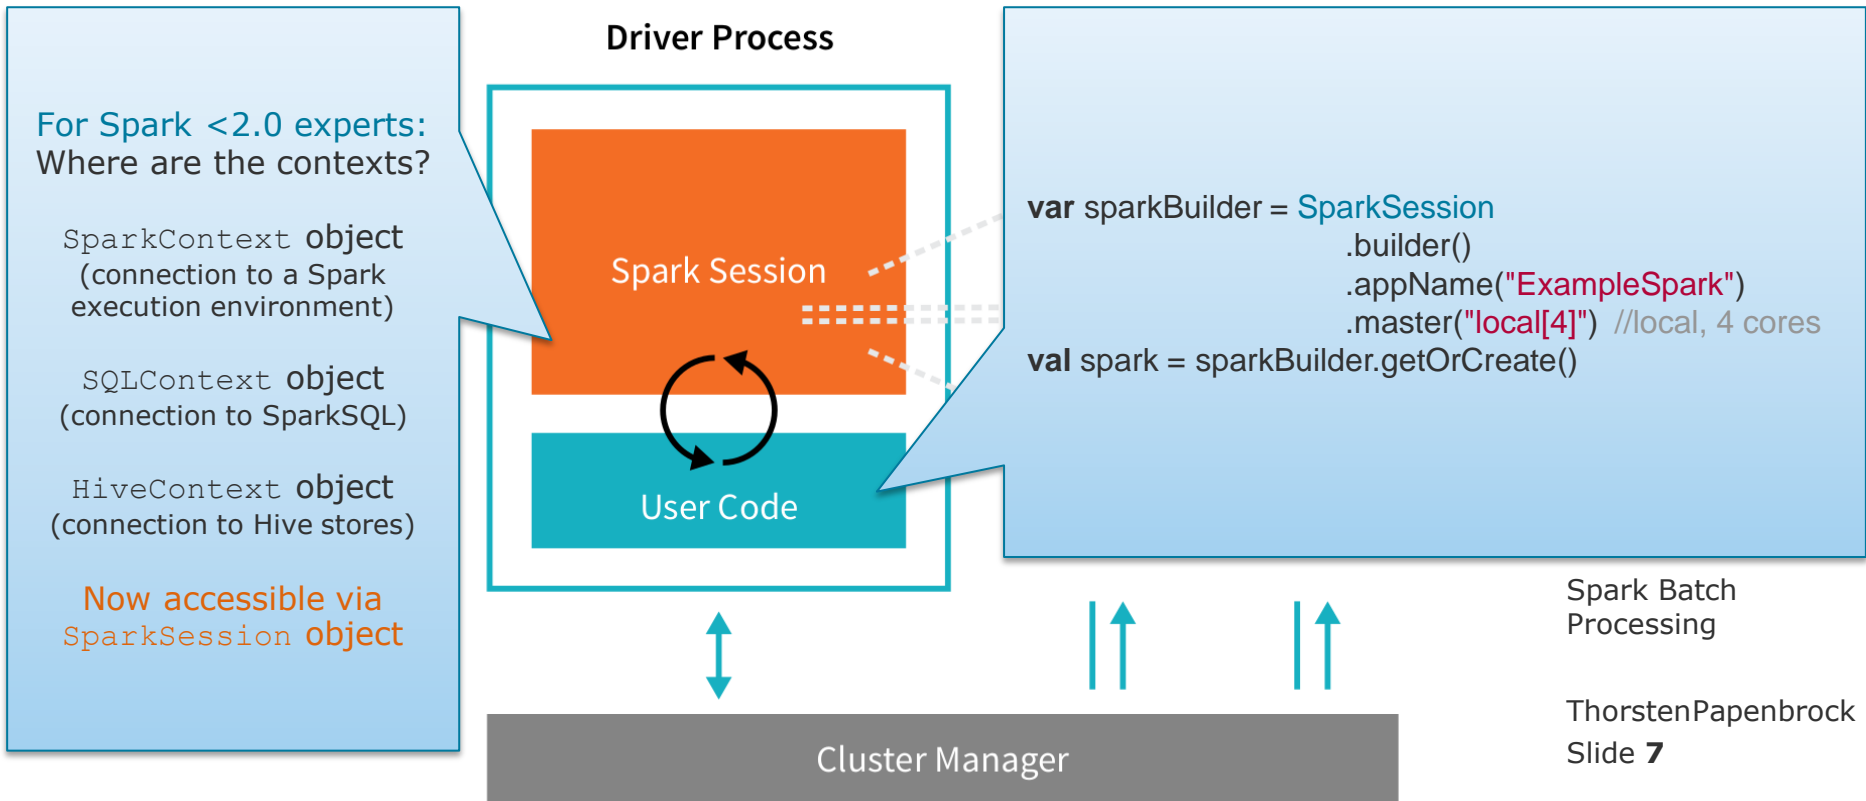 For Spark <2.0 experts:
Where are the contexts?
SparkContext object
(connection to a Spark
execution environment)
SQLContext object
(connection to SparkSQL)
HiveContext object
(connection to Hive stores)
Now accessible via
SparkSession object
Driver Process
Spark Session
User Code
var sparkBuilder = SparkSession
.builder()
.appName("ExampleSpark")
.master("local[4]") //local, 4 cores
val spark = sparkBuilder.getOrCreate()
Cluster Manager
Spark Batch
Processing
ThorstenPapenbrock
Slide 7